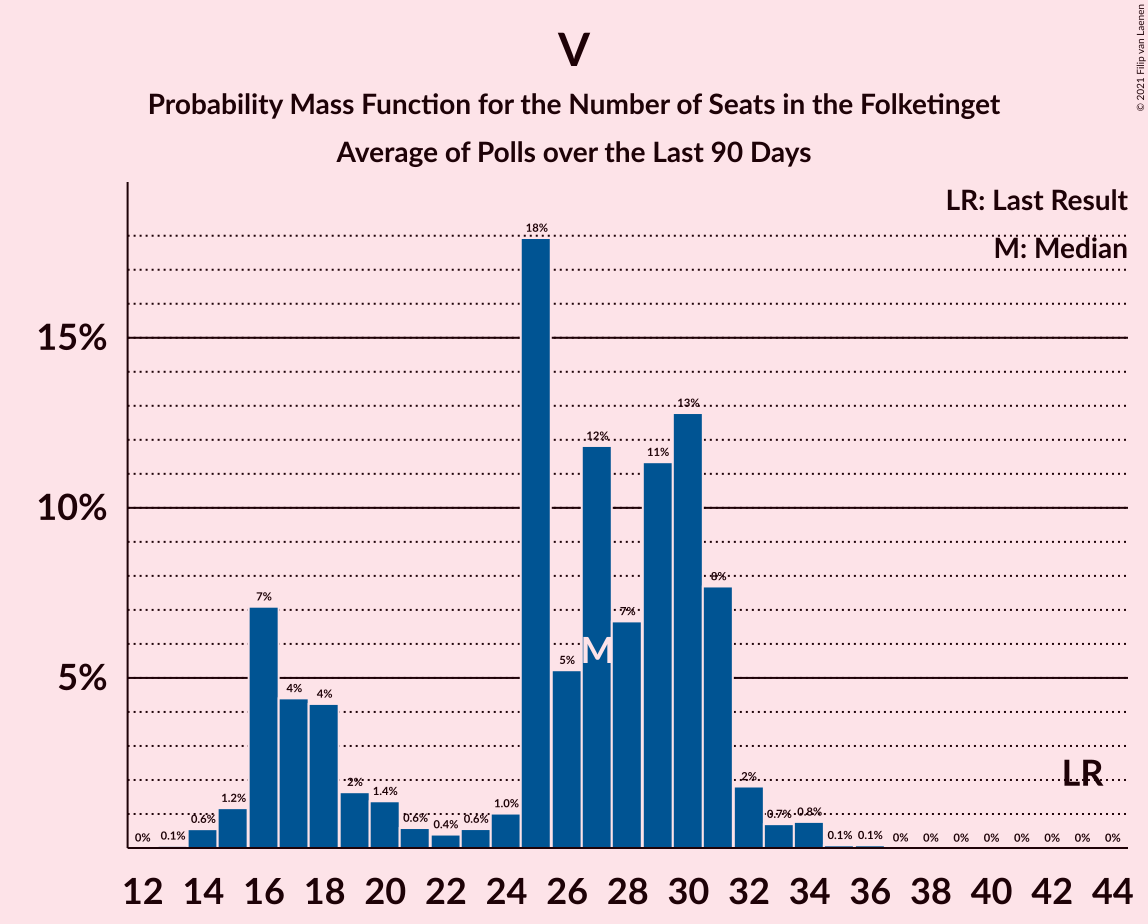 V
Probability Mass Function for the Number of Seats in the Folketinget
Average of Polls over the Last 90 Days
© 2021 Filip van Laenen
LR: Last Result
M: Median
15%
10%
5%
0% 0.1% 0.6% 1.2% 7% 4% 4% 2% 1.4% 0.6% 0.4% 0.6% 1.0% 18% 5% 12% 7% 11% 13% 8% 2% 0.7% 0.8% 0.1% 0.1% 0% 0% 0% 0% 0% 0% 0% 0%
M
LR
12 14 16 18 20 22 24 26 28 30 32 34 36 38 40 42 44